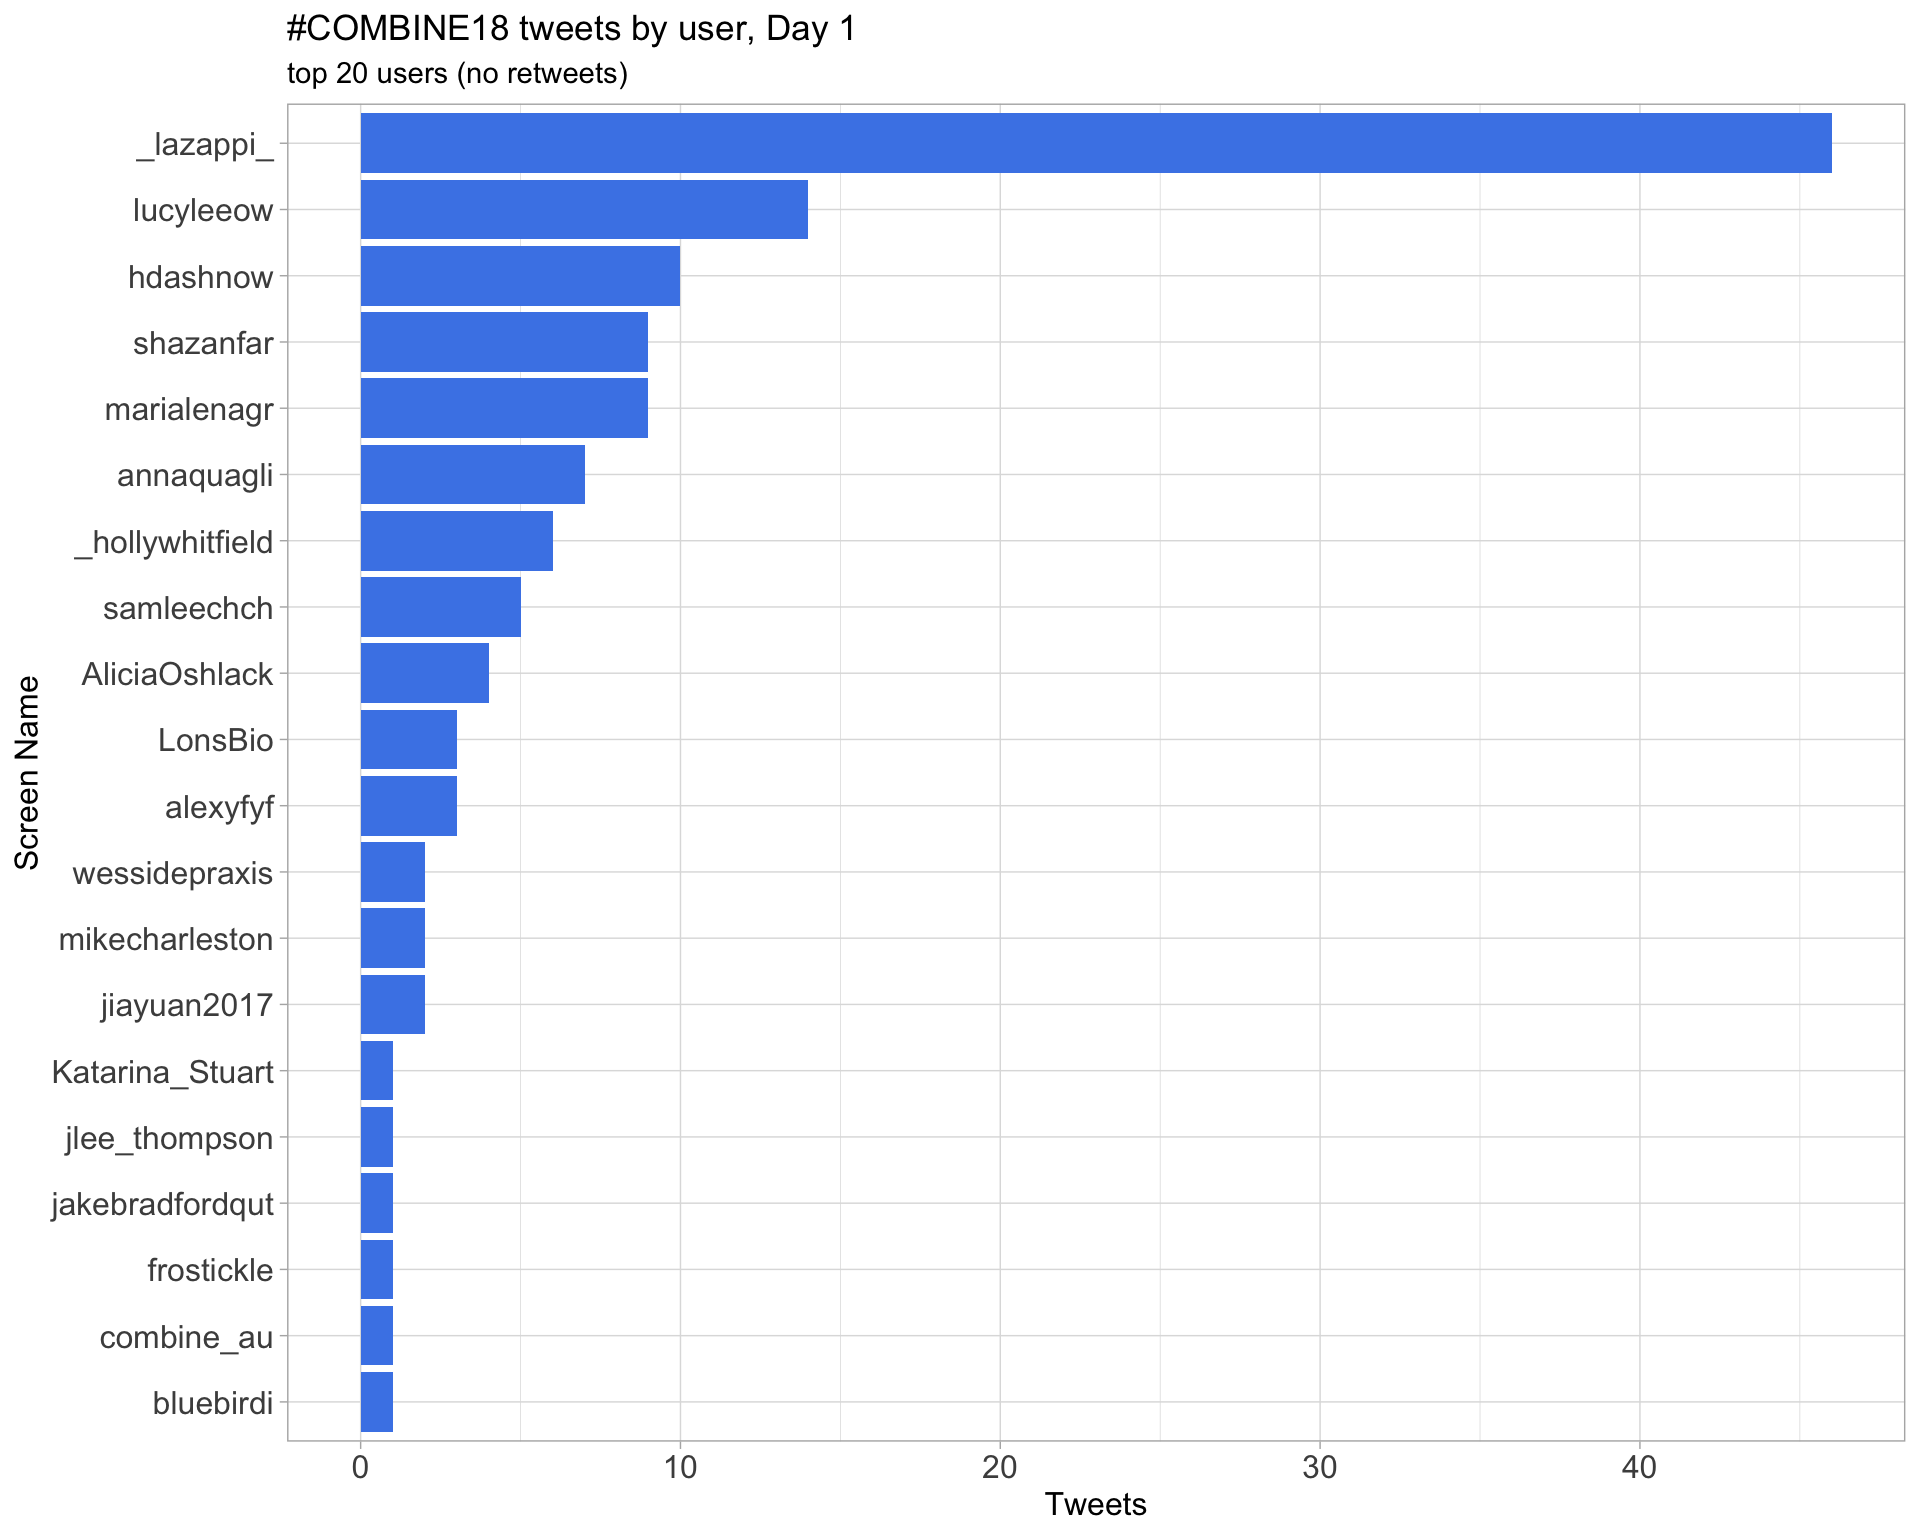 #COMBINE18 tweets by user, Day 1
top 20 users (no retweets)
Screen Name
_lazappi_
lucyleeow
hdashnow
shazanfar
marialenagr
annaquagli
_hollywhitfield
samleechch
AliciaOshlack
LonsBio
alexyfyf
wessidepraxis
mikecharleston
jiayuan2017
Katarina_Stuart
jlee_thompson
jakebradfordqut
frostickle
combine_au
bluebirdi
0 10 20 30 40
Tweets